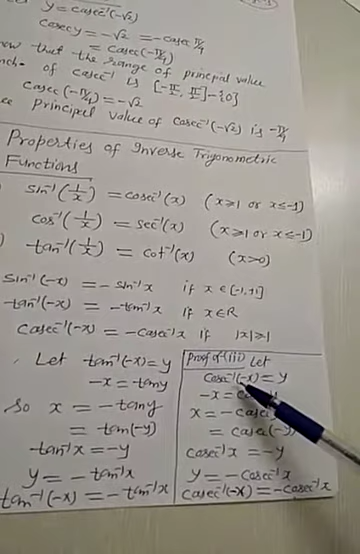 y = cosec⁻¹(-√2)
cosec y = -√2 = -cosec π/4
= cosec(-π/4)
now that the range of principal value
of cosec⁻¹ is [-π/2, π/2]-{0}
cosec(-π/4) = -√2
Principal value of cosec⁻¹(-√2) is -π/4
Properties of Inverse Trigonometric
Functions
sin⁻¹(1/x) = cosec⁻¹(x) (x≥1 or x≤-1)
cos⁻¹(1/x) = sec⁻¹(x) (x≥1 or x≤-1)
tan⁻¹(1/x) = cot⁻¹(x) (x>0)
sin⁻¹(-x) = -sin⁻¹x if x∈[-1,1]
tan⁻¹(-x) = -tan⁻¹x if x∈R
cosec⁻¹(-x) = -cosec⁻¹x if |x|≥1
Let tan⁻¹(-x) = y
-x = tany
So x = -tany
= tan(-y)
tan⁻¹x = -y
y = -tan⁻¹x
tan⁻¹(-x) = -tan⁻¹x
Proof of (iii) Let
cosec⁻¹(-x) = y
-x =
x = -cosec
= cosec(-y)
cosec⁻¹x = -y
y = -cosec⁻¹x
cosec⁻¹(-x) = -cosec⁻¹x